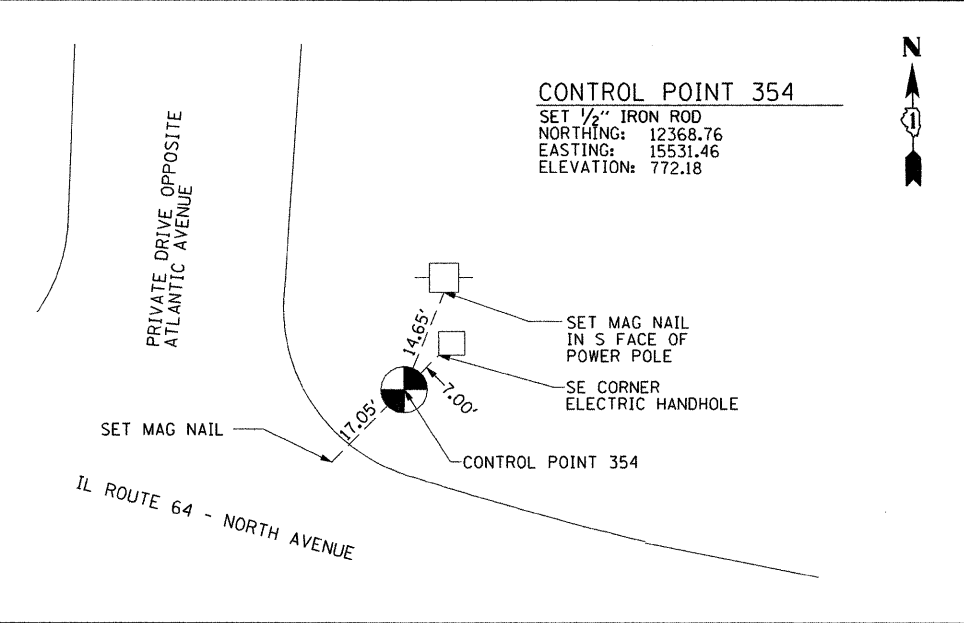 N
1
CONTROL POINT 354
SET 1/2" IRON ROD
NORTHING: 12368.76
EASTING: 15531.46
ELEVATION: 772.18
PRIVATE DRIVE OPPOSITE
ATLANTIC AVENUE
14.65'
SET MAG NAIL
IN S FACE OF
POWER POLE
7.00'
SE CORNER
ELECTRIC HANDHOLE
17.05'
SET MAG NAIL
CONTROL POINT 354
IL ROUTE 64 - NORTH AVENUE